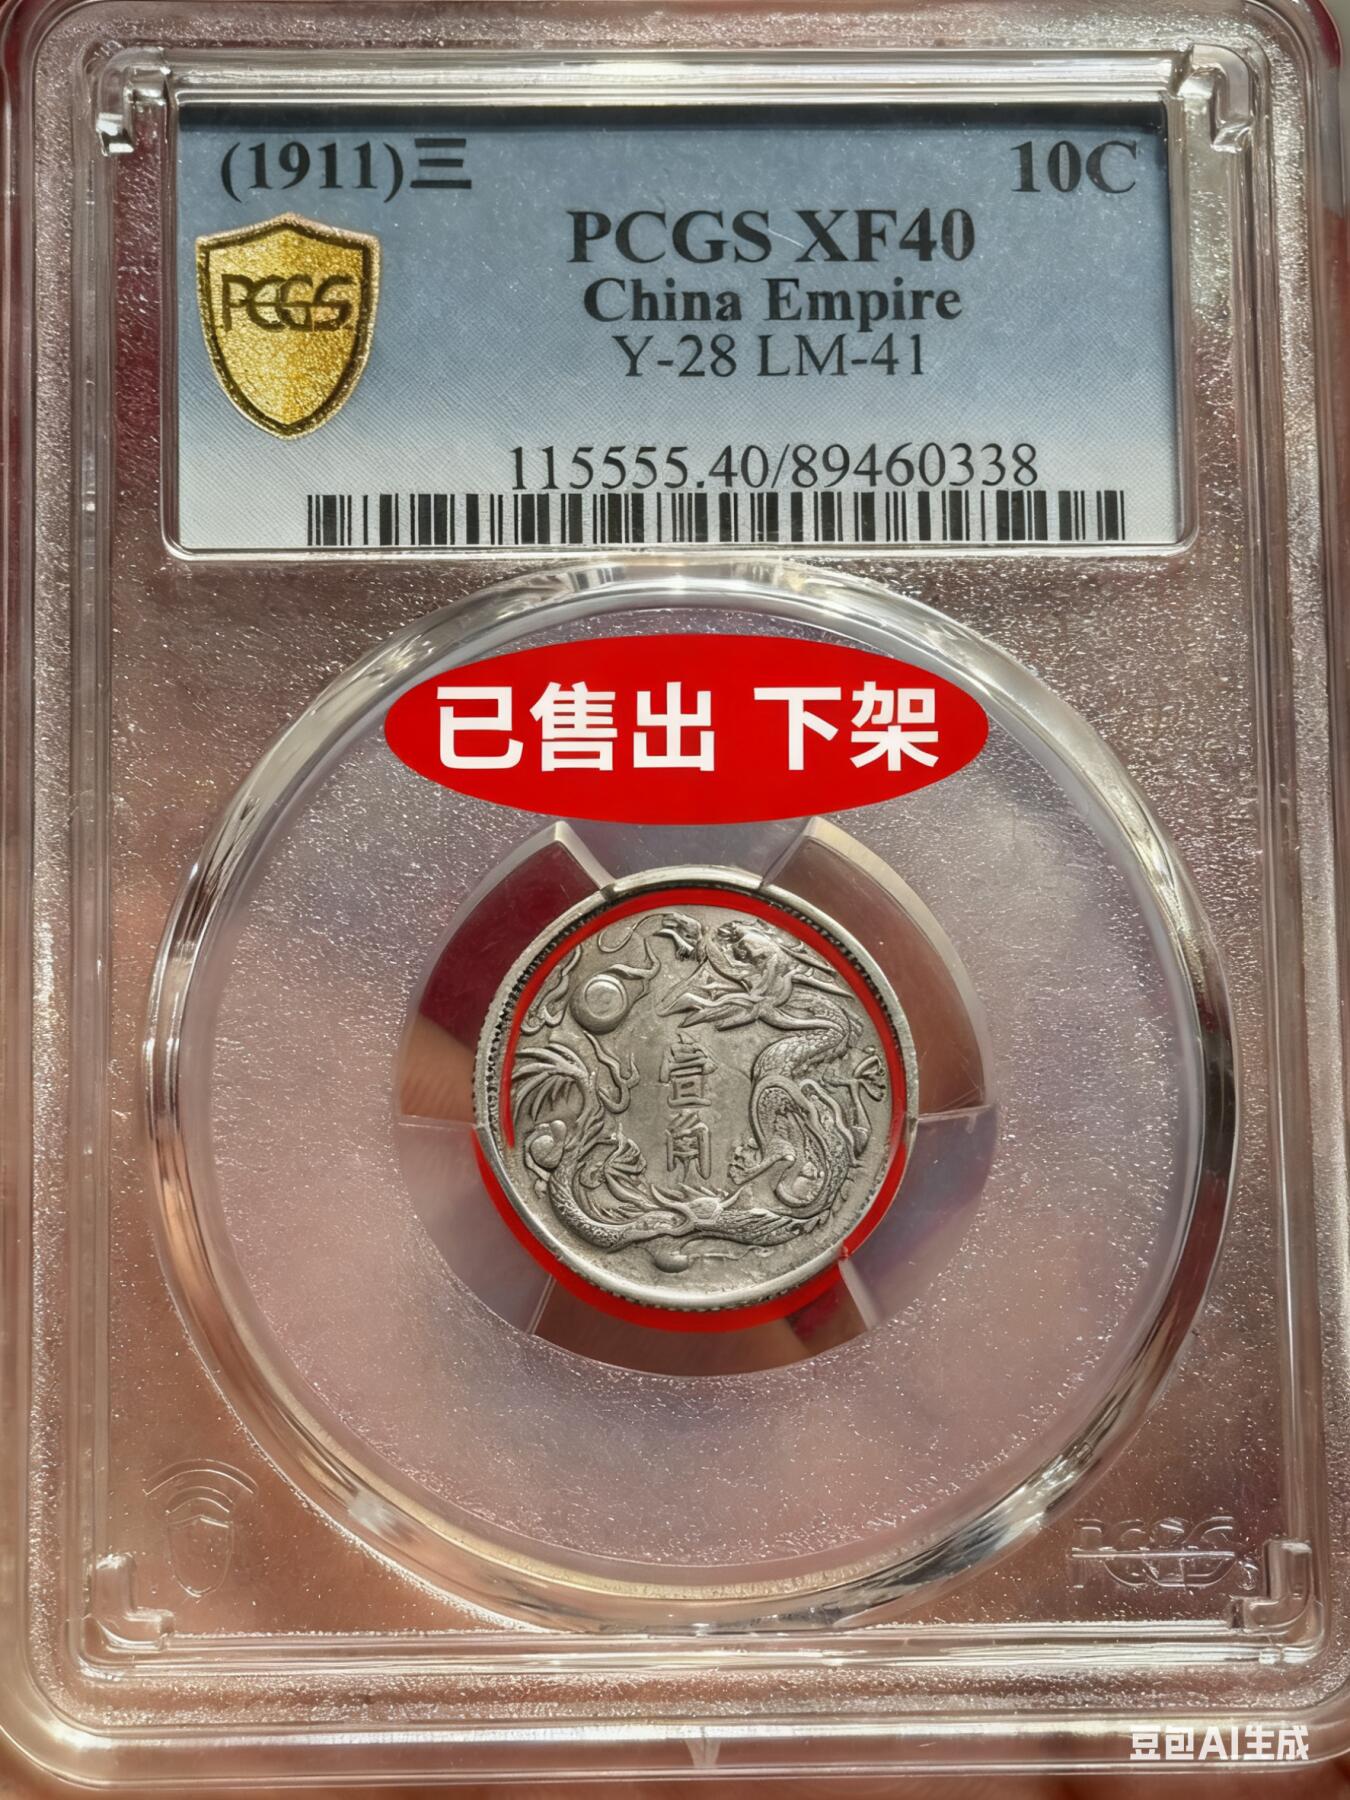 (1911)三 10C
PCGS XF40
China Empire
Y-28 LM-41
PCGS
115555.40/89460338
已售出 下架
壹
角
PCGS
豆包AI生成